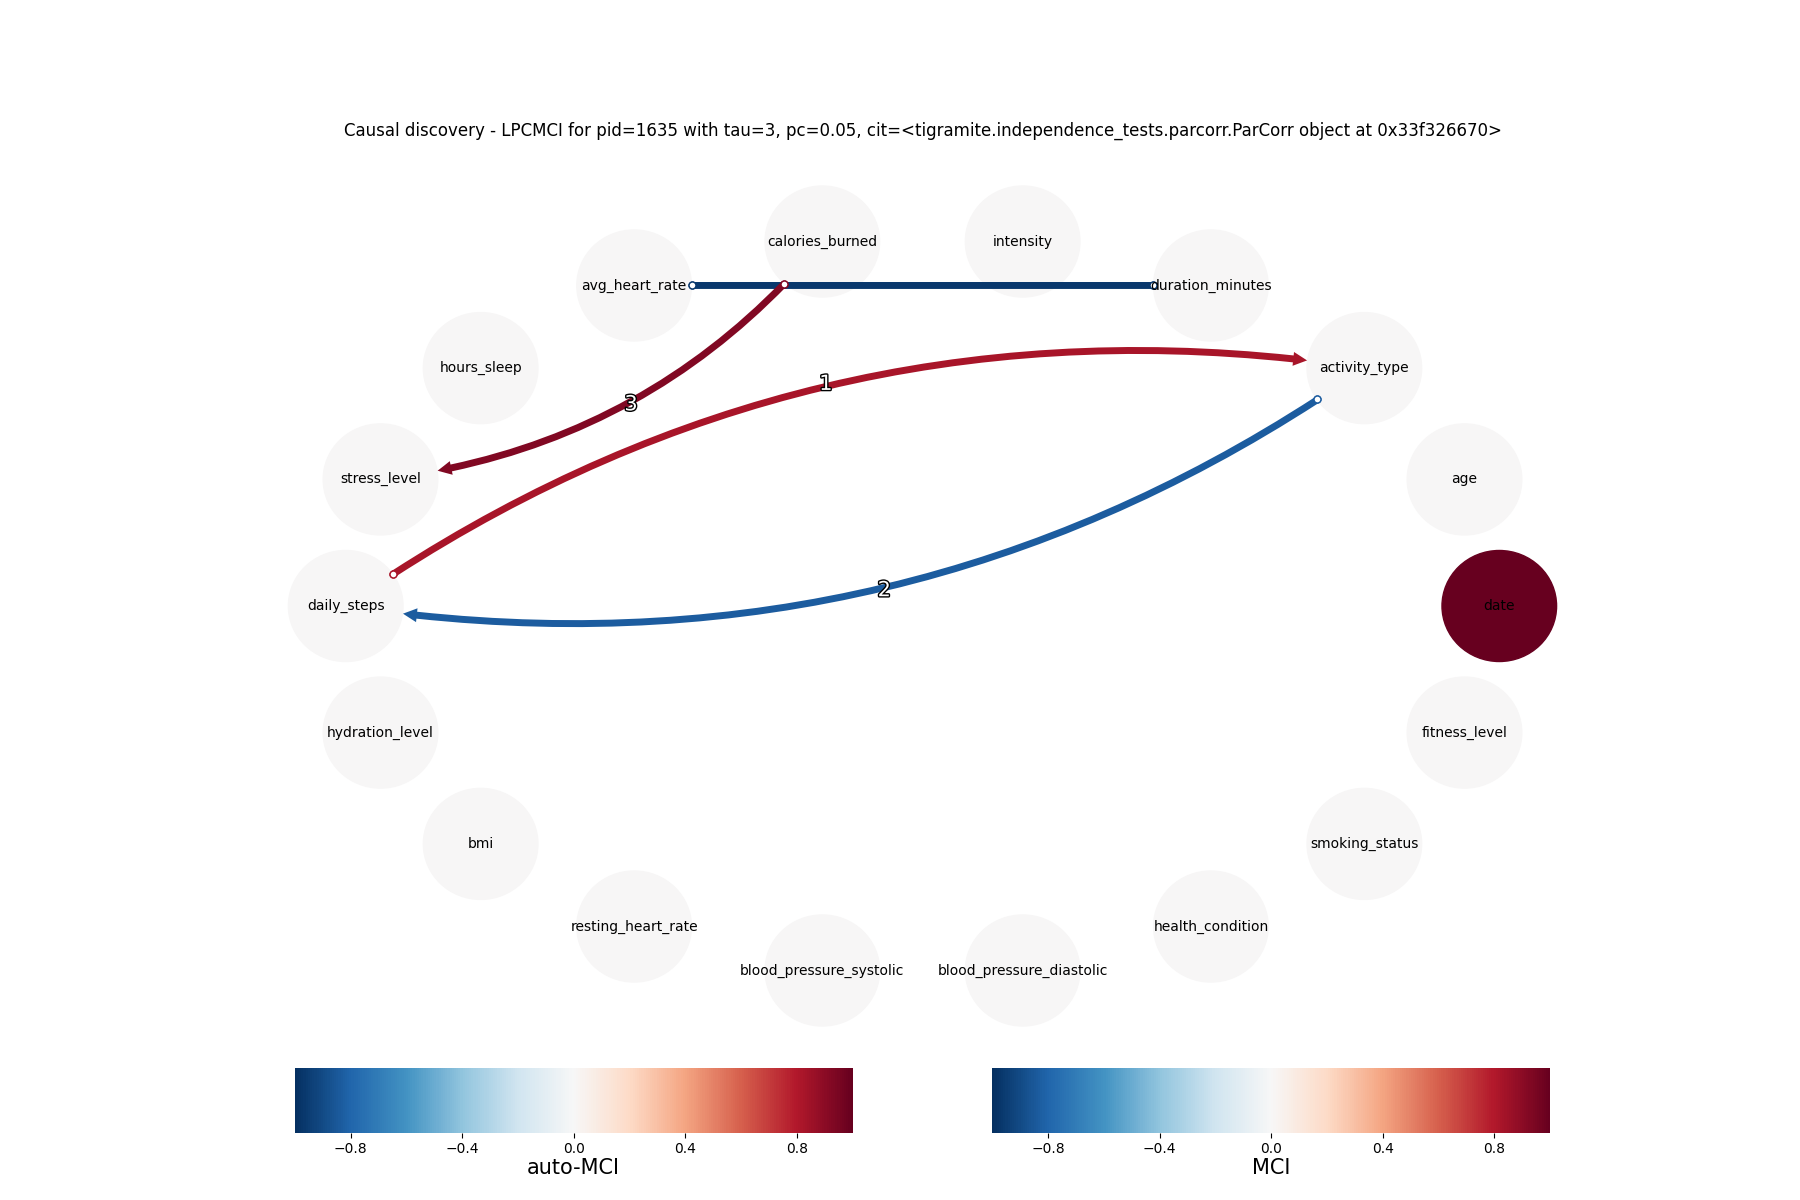 Causal discovery - LPCMCI for pid=1635 with tau=3, pc=0.05, cit=<tigramite.independence_tests.parcorr.ParCorr object at 0x33f326670>
calories_burned
intensity
avg_heart_rate
duration_minutes
hours_sleep
activity_type
1
3
stress_level
age
2
daily_steps
date
hydration_level
fitness_level
bmi
smoking_status
resting_heart_rate
health_condition
blood_pressure_systolic
blood_pressure_diastolic
−0.8 −0.4 0.0 0.4 0.8
auto-MCI
−0.8 −0.4 0.0 0.4 0.8
MCI